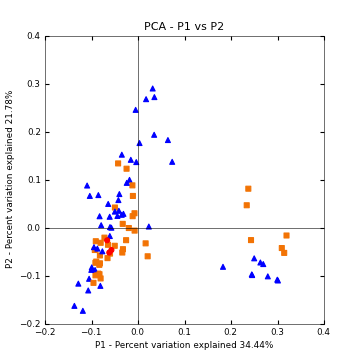 PCA - P1 vs P2
P2 - Percent variation explained 21.78%
0.4
0.3
0.2
0.1
0.0
−0.1
−0.2
−0.2 −0.1 0.0 0.1 0.2 0.3 0.4
P1 - Percent variation explained 34.44%